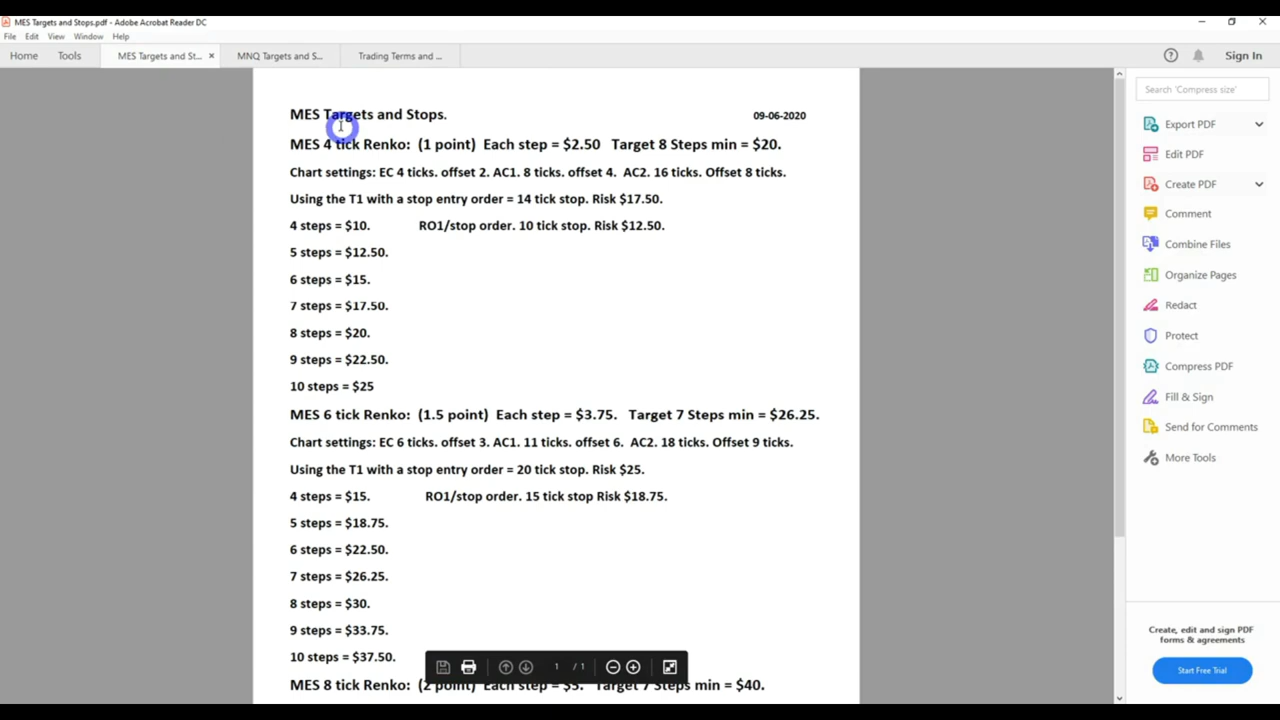 MES Targets and Stops.pdf - Adobe Acrobat Reader DC
File Edit View Window Help
Home Tools MES Targets and St... × MNQ Targets and S... Trading Terms and ... Sign In
MES Targets and Stops. 09-06-2020
MES 4 tick Renko: (1 point) Each step = $2.50 Target 8 Steps min = $20.
Chart settings: EC 4 ticks. offset 2. AC1. 8 ticks. offset 4. AC2. 16 ticks. Offset 8 ticks.
Using the T1 with a stop entry order = 14 tick stop. Risk $17.50.
4 steps = $10. RO1/stop order. 10 tick stop. Risk $12.50.
5 steps = $12.50.
6 steps = $15.
7 steps = $17.50.
8 steps = $20.
9 steps = $22.50.
10 steps = $25
MES 6 tick Renko: (1.5 point) Each step = $3.75. Target 7 Steps min = $26.25.
Chart settings: EC 6 ticks. offset 3. AC1. 11 ticks. offset 6. AC2. 18 ticks. Offset 9 ticks.
Using the T1 with a stop entry order = 20 tick stop. Risk $25.
4 steps = $15. RO1/stop order. 15 tick stop Risk $18.75.
5 steps = $18.75.
6 steps = $22.50.
7 steps = $26.25.
8 steps = $30.
9 steps = $33.75.
10 steps = $37.50.
1 / 1
MES 8 tick Renko: (2 point) Each step = $5. Target 7 Steps min = $40.
Search 'Compress size'
Export PDF
Edit PDF
Create PDF
Comment
Combine Files
Organize Pages
Redact
Protect
Compress PDF
Fill & Sign
Send for Comments
More Tools
Create, edit and sign PDF
forms & agreements
Start Free Trial